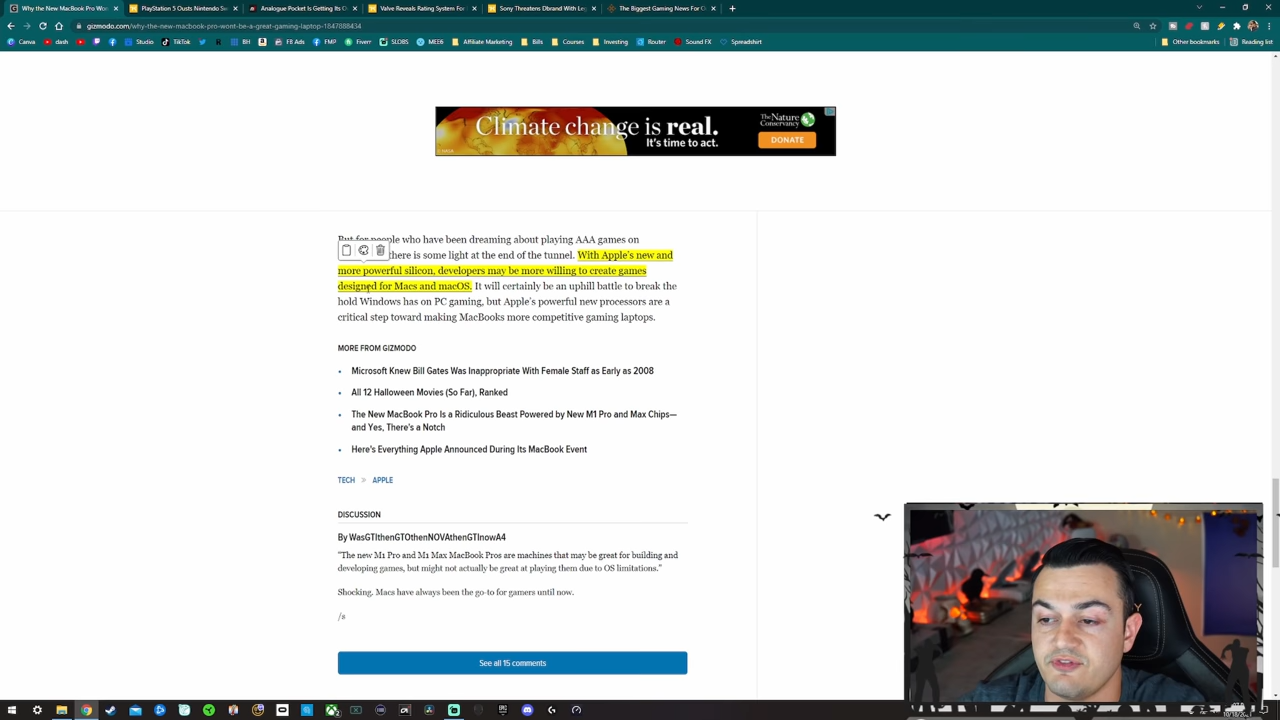 Why the New MacBook Pro Won
PlayStation 5 Ousts Nintendo Sw
Analogue Pocket is Getting Its O
Valve Reveals Rating System For
Sony Threatens Dbrand With Leg
The Biggest Gaming News For O
gizmodo.com/why-the-new-macbook-pro-wont-be-a-great-gaming-laptop-1847888434
Canva dash Studio TikTok BH FB Ads FMP Fiverr SLOBS MEE6 Affiliate Marketing Bills Courses Investing Router Sound FX Spreadshirt Other bookmarks Reading list
Climate change is real.
It's time to act.
The Nature
Conservancy
DONATE
© NASA
But for people who have been dreaming about playing AAA games on
there is some light at the end of the tunnel. With Apple's new and
more powerful silicon, developers may be more willing to create games
designed for Macs and macOS. It will certainly be an uphill battle to break the
hold Windows has on PC gaming, but Apple's powerful new processors are a
critical step toward making MacBooks more competitive gaming laptops.
MORE FROM GIZMODO
• Microsoft Knew Bill Gates Was Inappropriate With Female Staff as Early as 2008
• All 12 Halloween Movies (So Far), Ranked
• The New MacBook Pro Is a Ridiculous Beast Powered by New M1 Pro and Max Chips—
and Yes, There's a Notch
• Here's Everything Apple Announced During Its MacBook Event
TECH » APPLE
DISCUSSION
By WasGTIthenGTOthenNOVAthenGTInowA4
"The new M1 Pro and M1 Max MacBook Pros are machines that may be great for building and
developing games, but might not actually be great at playing them due to OS limitations."
Shocking. Macs have always been the go-to for gamers until now.
/s
See all 15 comments